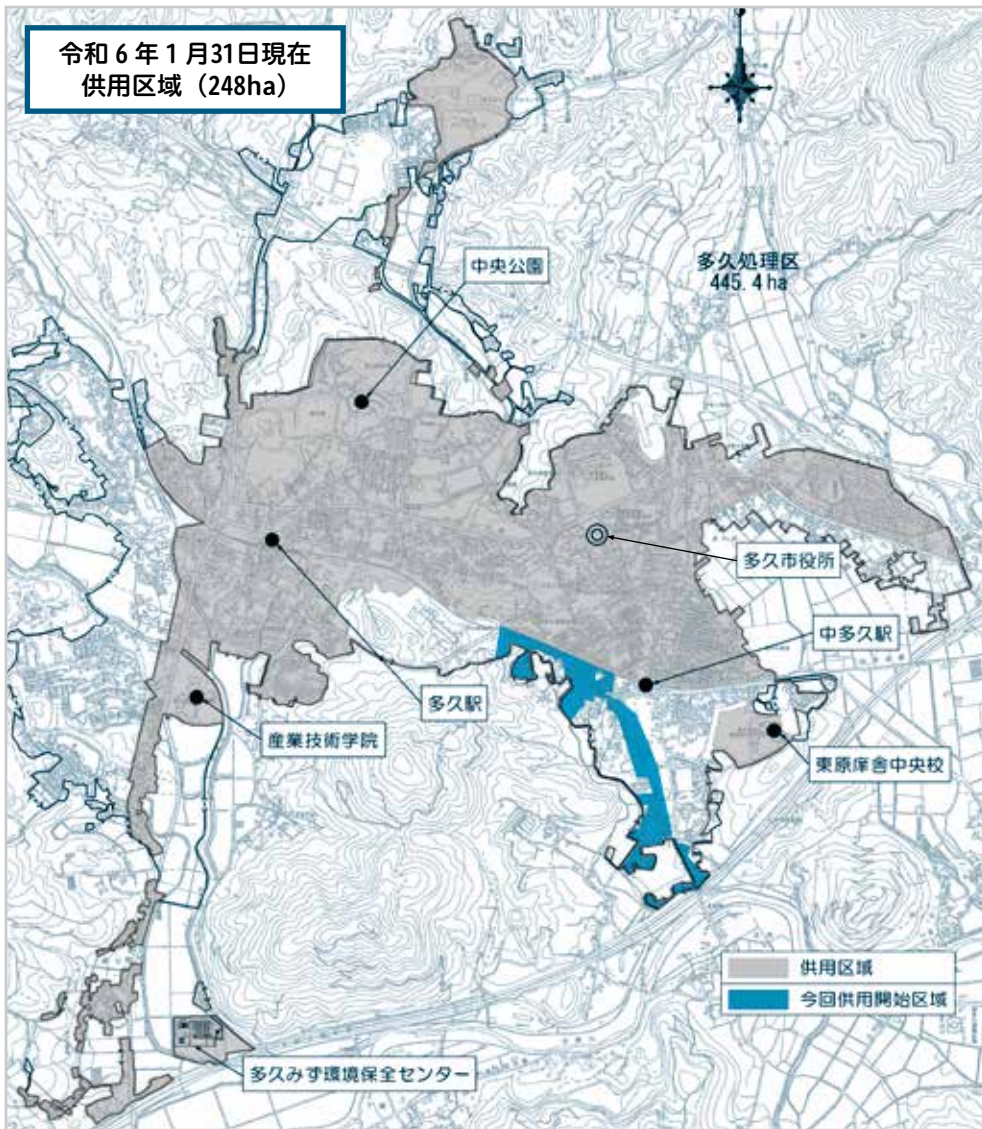 令和6年1月31日現在
供用区域（248ha）
中央公園
多久処理区
445.4ha
多久市役所
中多久駅
多久駅
産業技術学院
東原庠舎中央校
供用区域
今回供用開始区域
多久みず環境保全センター